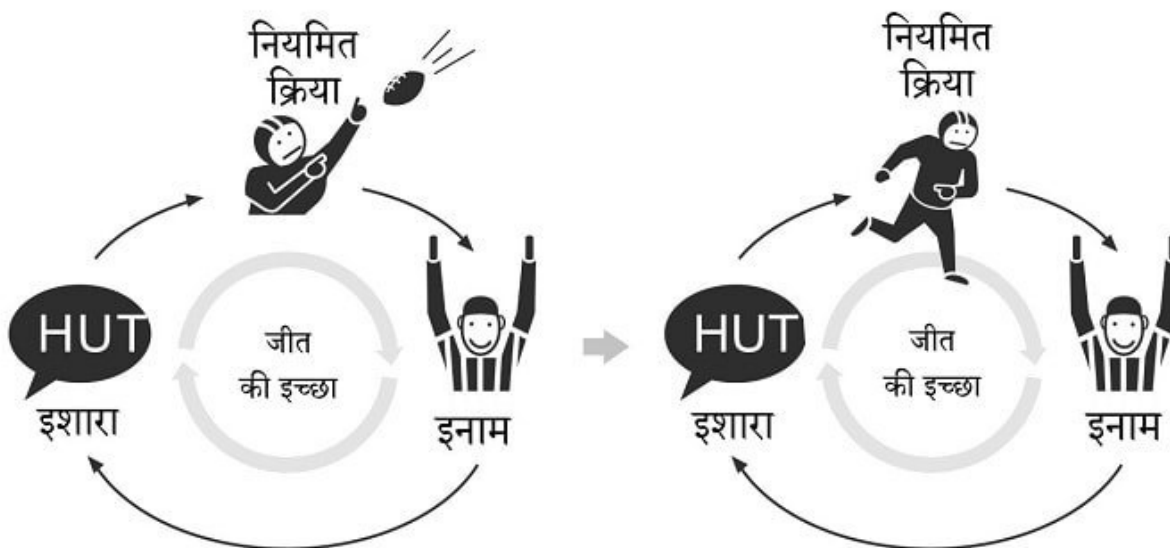 नियमित
क्रिया
HUT
जीत
की इच्छा
इशारा
इनाम
नियमित
क्रिया
HUT
जीत
की इच्छा
इशारा
इनाम